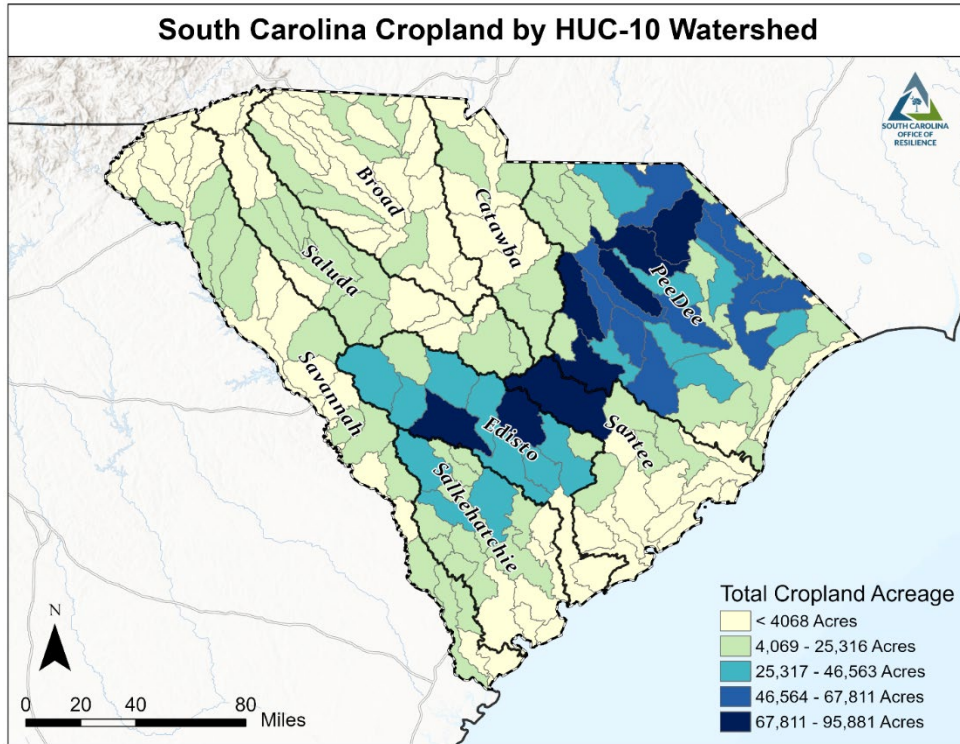 South Carolina Cropland by HUC-10 Watershed
SOUTH CAROLINA
OFFICE OF
RESILIENCE
Broad
Catawba
Saluda
PeeDee
Savannah
Edisto
Santee
Salkehatchie
N
0 20 40 80
Miles
Total Cropland Acreage
< 4068 Acres
4,069 - 25,316 Acres
25,317 - 46,563 Acres
46,564 - 67,811 Acres
67,811 - 95,881 Acres